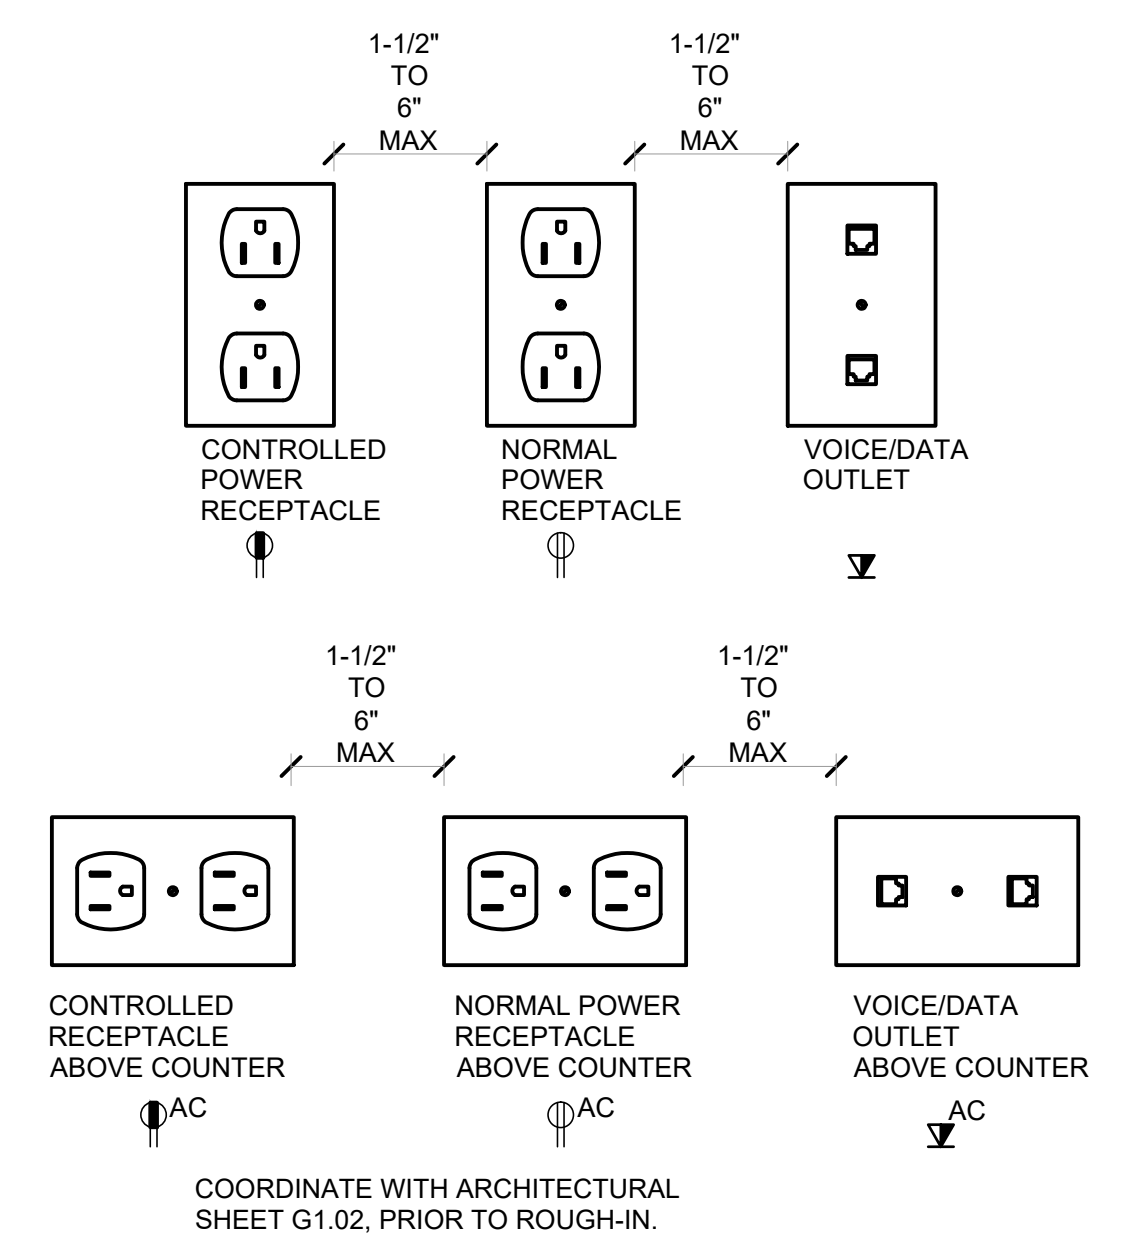 1-1/2"
TO
6"
MAX
1-1/2"
TO
6"
MAX
CONTROLLED
POWER
RECEPTACLE
NORMAL
POWER
RECEPTACLE
VOICE/DATA
OUTLET
1-1/2"
TO
6"
MAX
1-1/2"
TO
6"
MAX
CONTROLLED
RECEPTACLE
ABOVE COUNTER
AC
NORMAL POWER
RECEPTACLE
ABOVE COUNTER
AC
VOICE/DATA
OUTLET
ABOVE COUNTER
AC
COORDINATE WITH ARCHITECTURAL
SHEET G1.02, PRIOR TO ROUGH-IN.